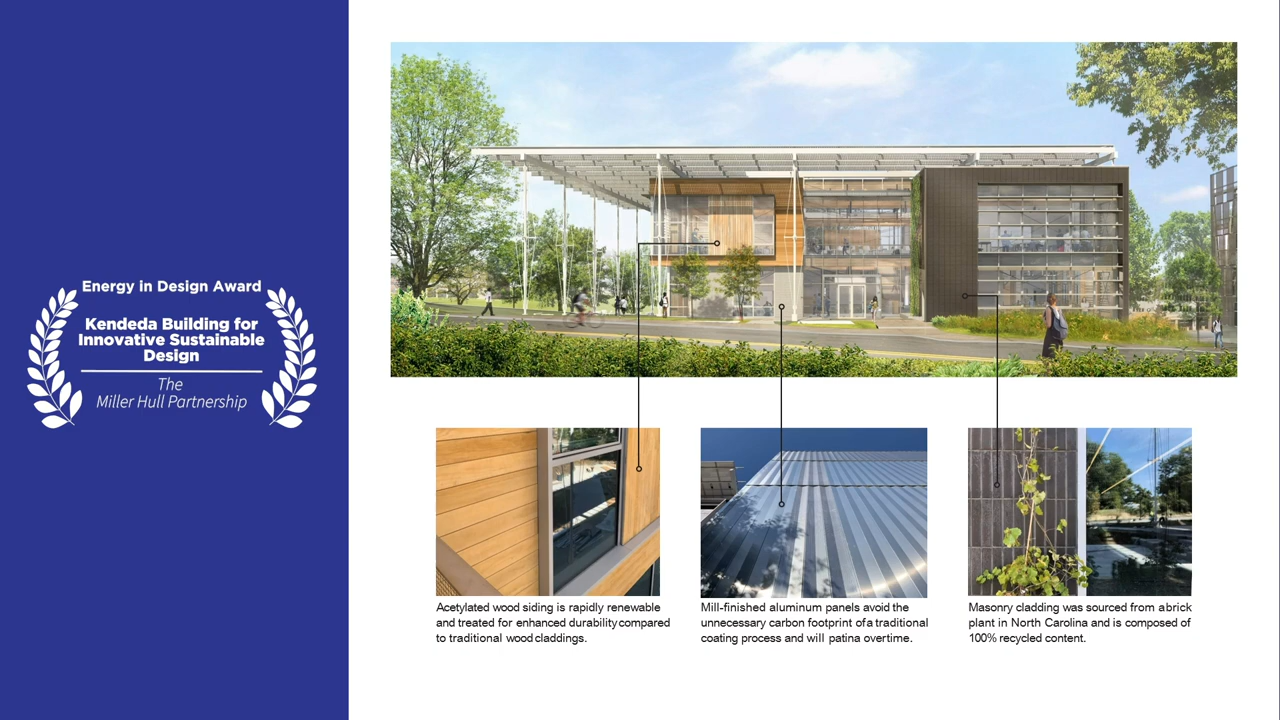 Energy in Design Award
Kendeda Building for
Innovative Sustainable
Design
The
Miller Hull Partnership
Acetylated wood siding is rapidly renewable
and treated for enhanced durability compared
to traditional wood claddings.
Mill-finished aluminum panels avoid the
unnecessary carbon footprint of a traditional
coating process and will patina overtime.
Masonry cladding was sourced from a brick
plant in North Carolina and is composed of
100% recycled content.